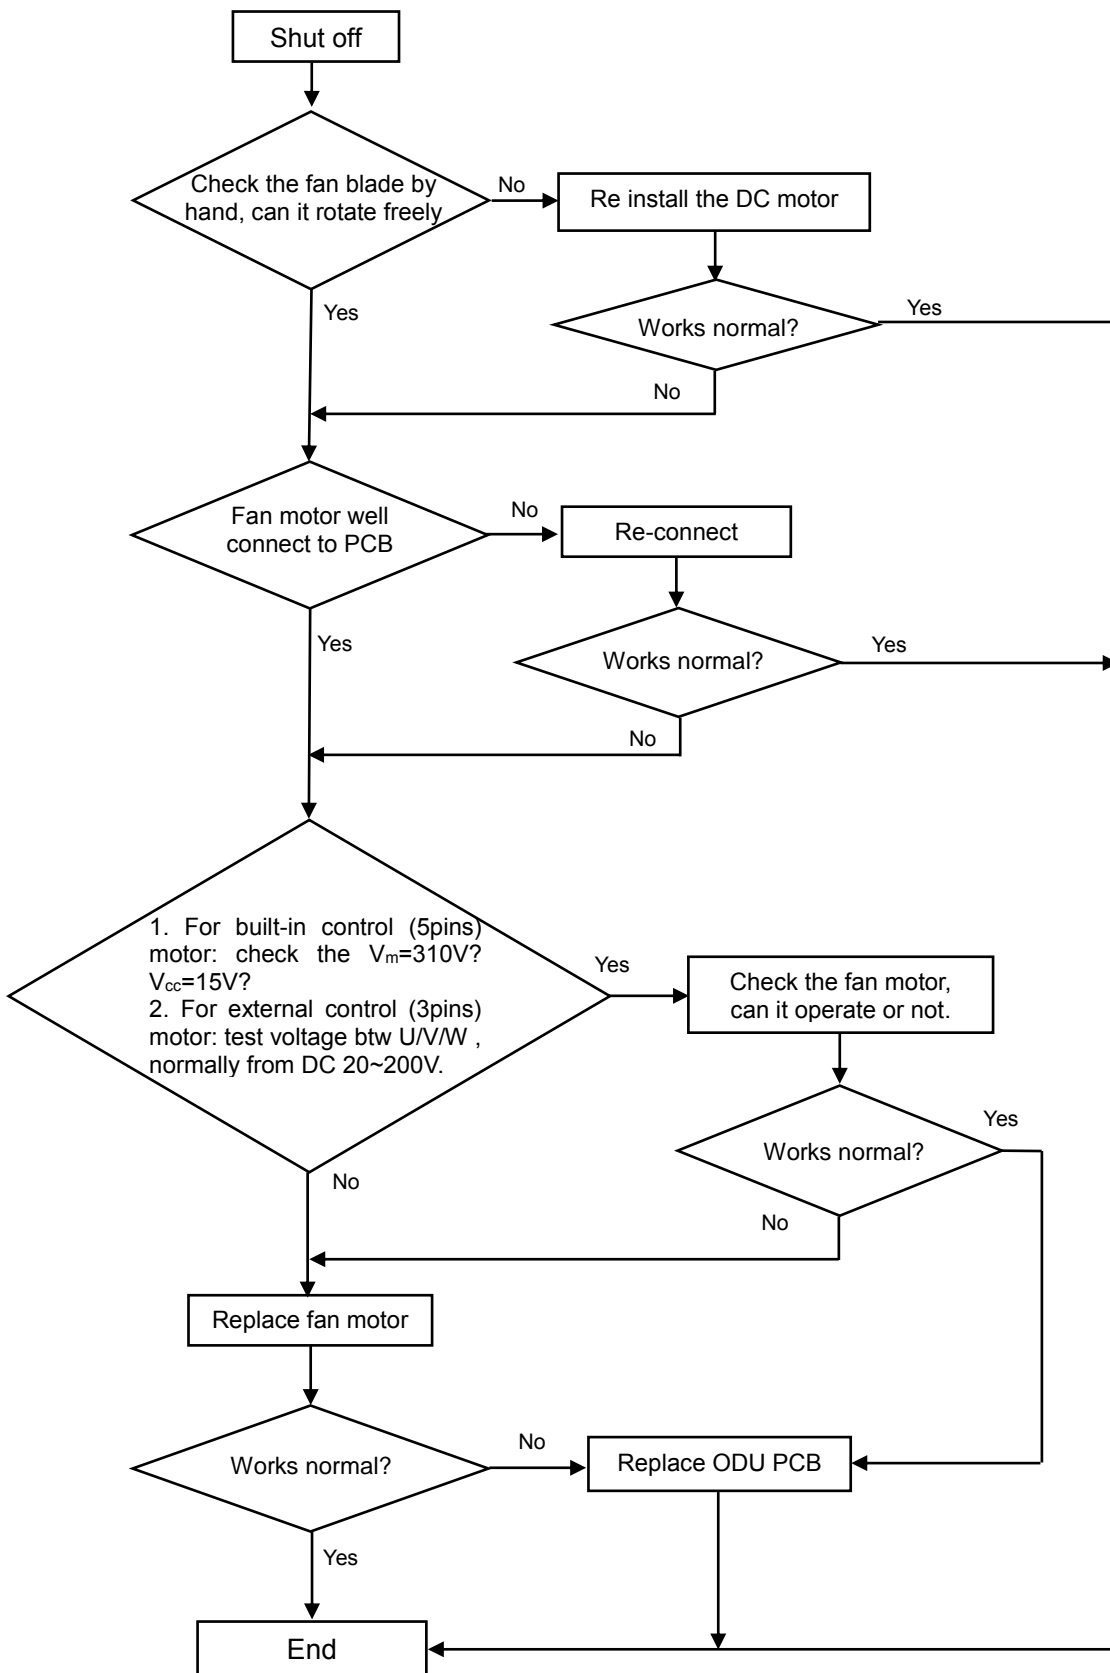 Shut off
Check the fan blade by
hand, can it rotate freely
No
Re install the DC motor
Yes
Works normal?
Yes
No
Fan motor well
connect to PCB
No
Re-connect
Yes
Works normal?
Yes
No
1. For built-in control (5pins)
motor: check the Vm=310V?
Vcc=15V?
2. For external control (3pins)
motor: test voltage btw U/V/W ,
normally from DC 20~200V.
Yes
Check the fan motor,
can it operate or not.
No
Works normal?
Yes
No
Replace fan motor
Works normal?
No
Replace ODU PCB
Yes
End